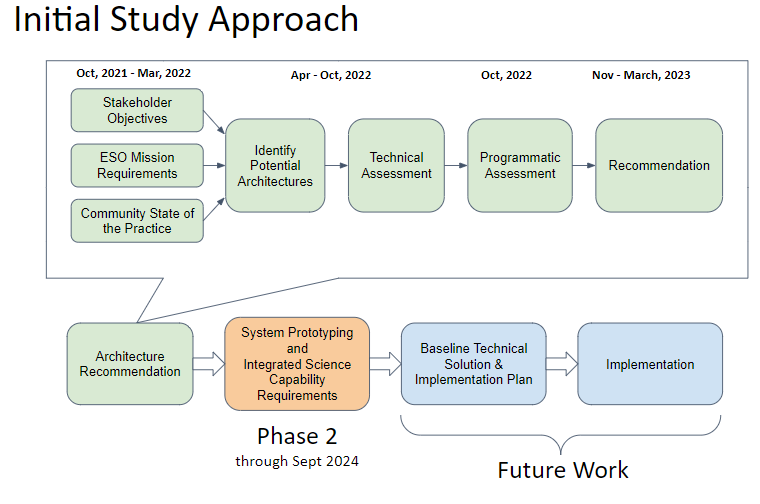 Initial Study Approach
Oct, 2021 - Mar, 2022
Apr - Oct, 2022
Oct, 2022
Nov - March, 2023
Stakeholder
Objectives
ESO Mission
Requirements
Community State of
the Practice
Identify
Potential
Architectures
Technical
Assessment
Programmatic
Assessment
Recommendation
Architecture
Recommendation
System Prototyping
and
Integrated Science
Capability
Requirements
Baseline Technical
Solution &
Implementation Plan
Implementation
Phase 2
through Sept 2024
Future Work